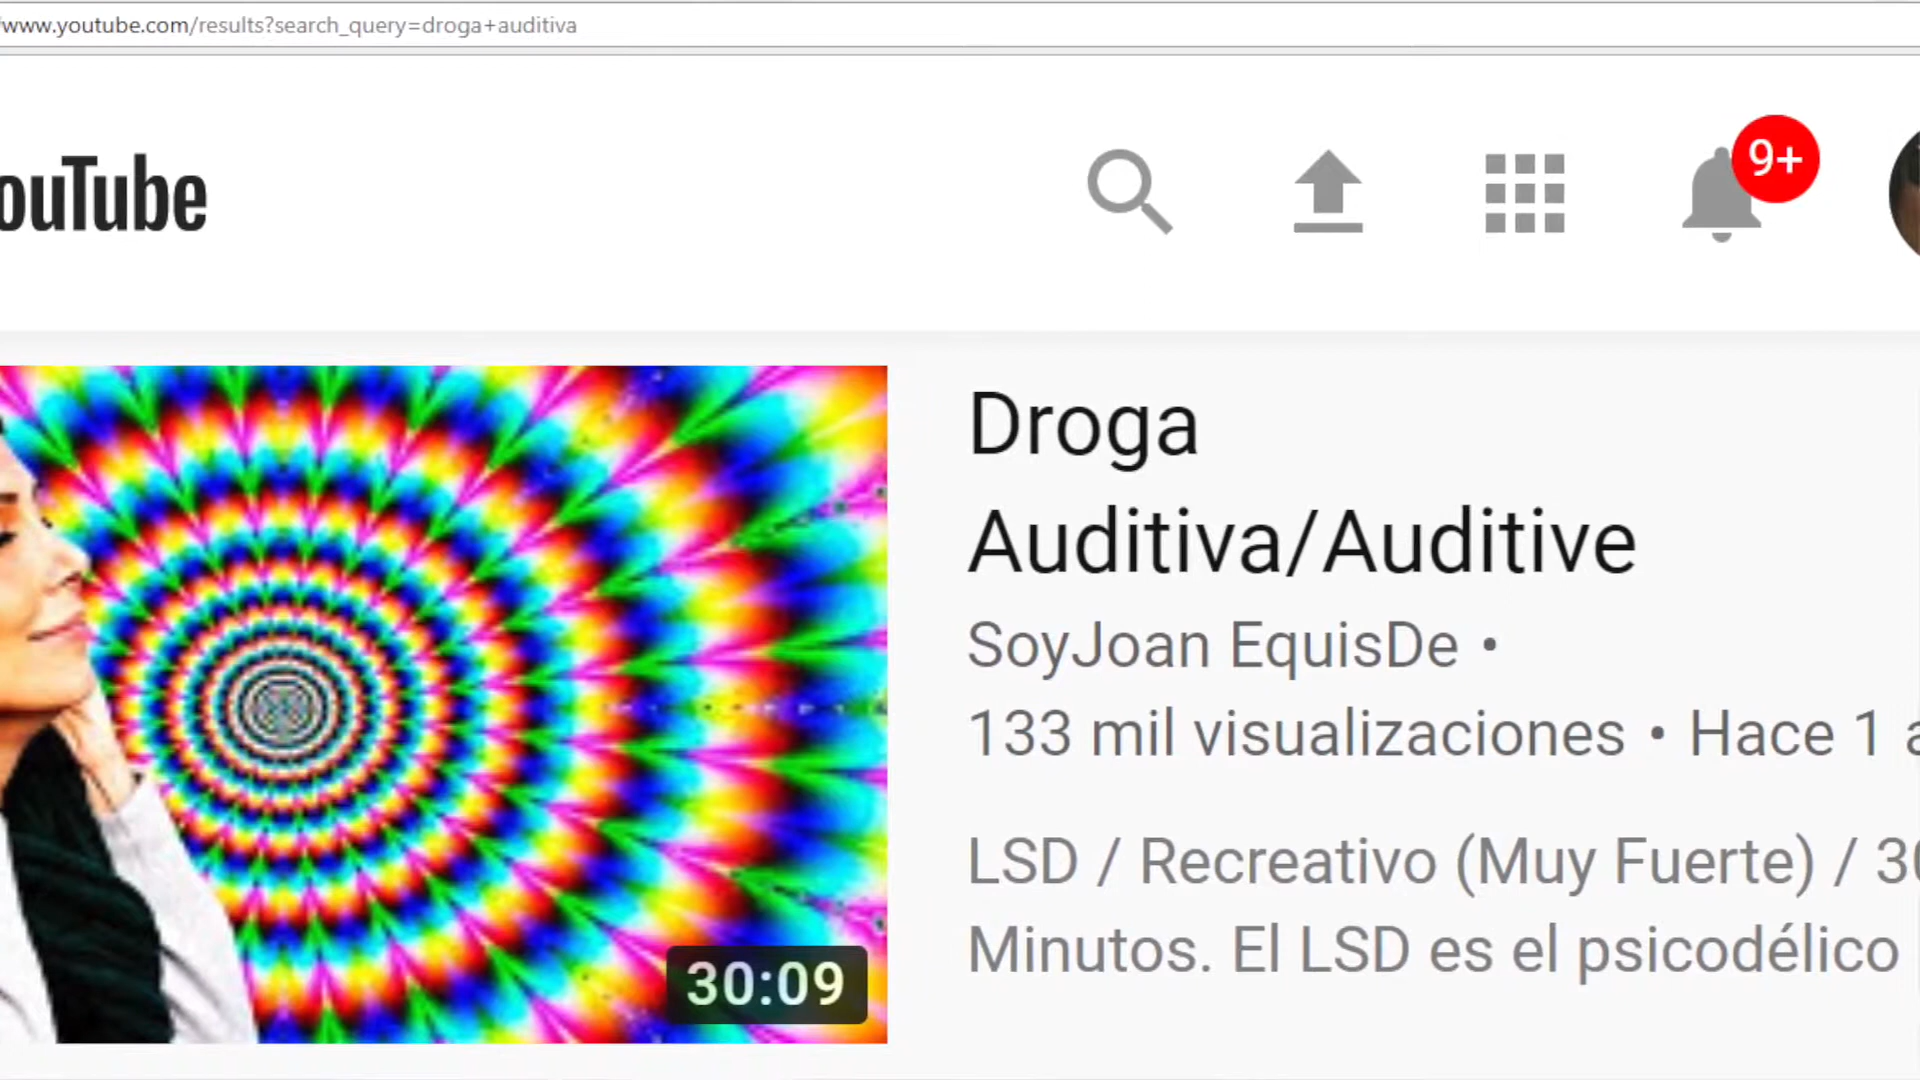 www.youtube.com/results?search_query=droga+auditiva
ouTube
9+
Droga
Auditiva/Auditive
SoyJoan EquisDe •
133 mil visualizaciones • Hace 1 a
LSD / Recreativo (Muy Fuerte) / 30
Minutos. El LSD es el psicodélico
30:09